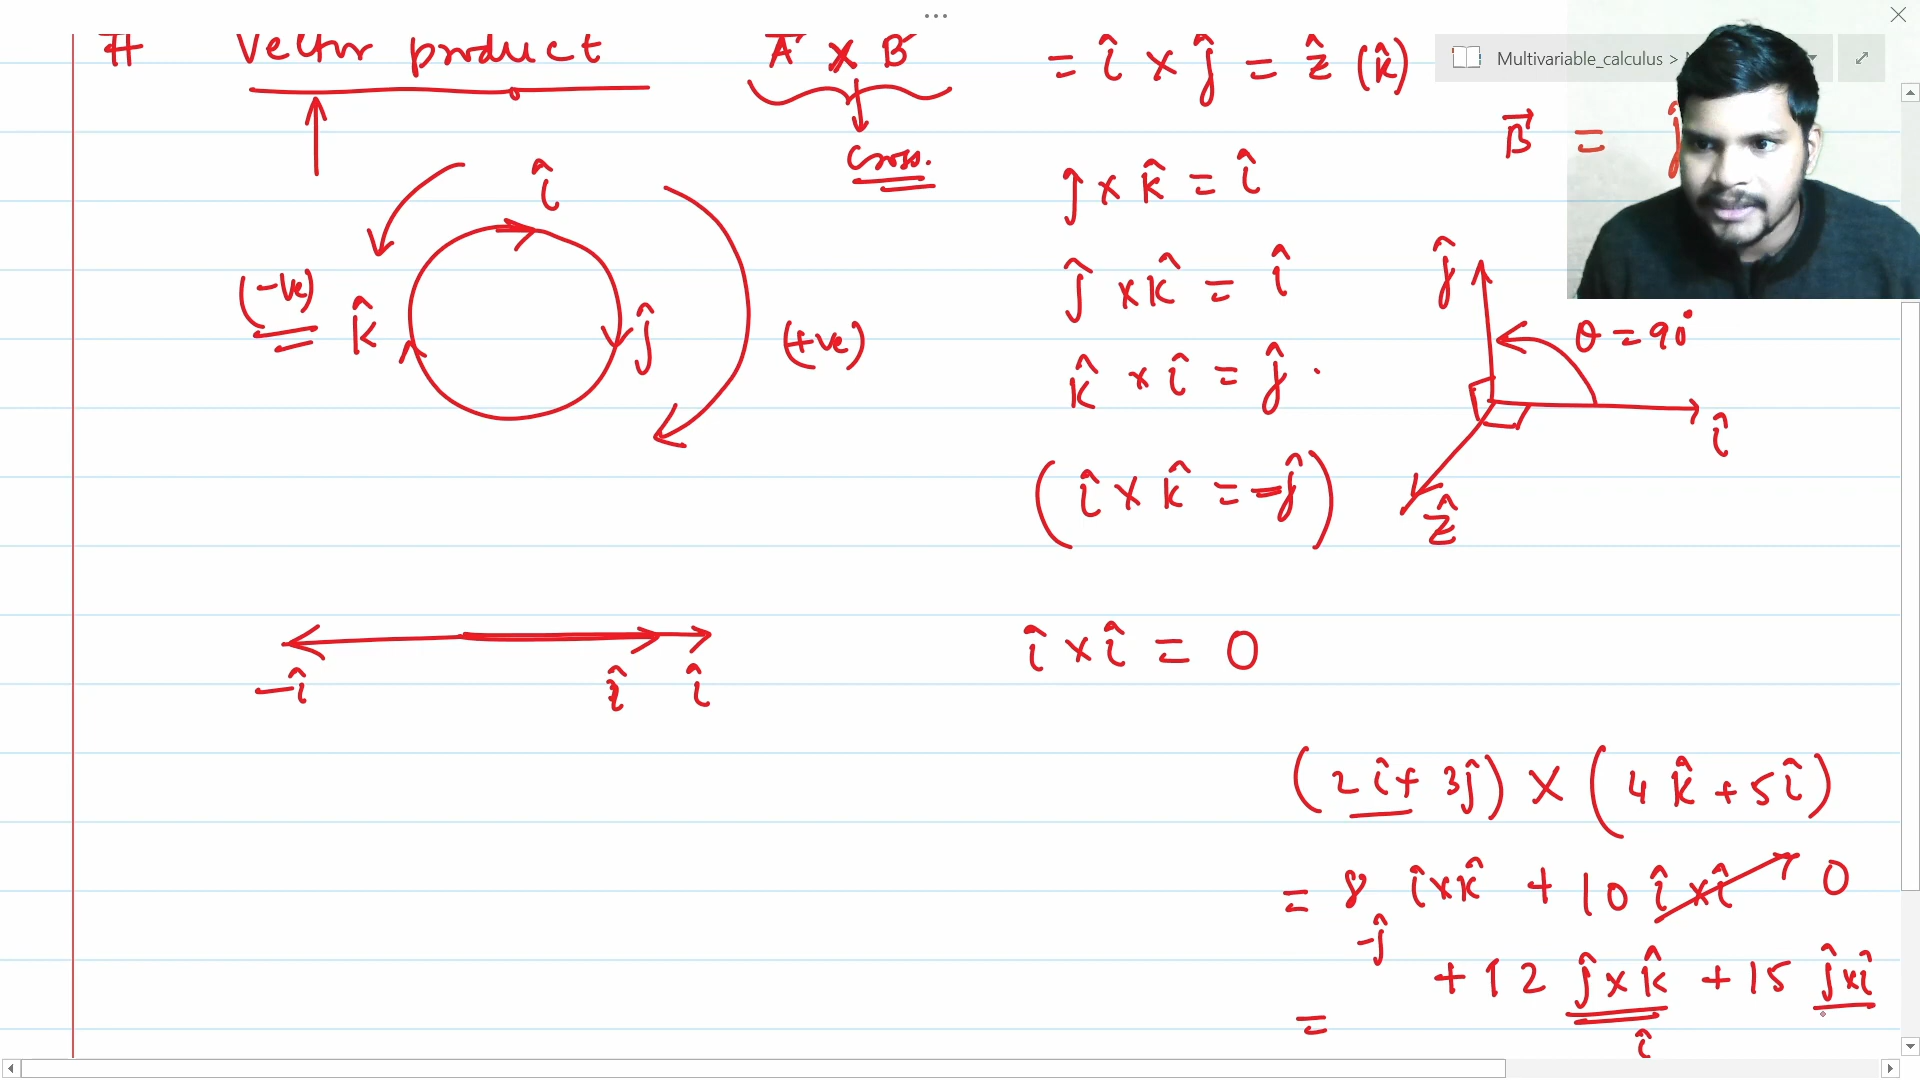 # Vector product A × B = î × ĵ = ẑ (k̂)
Multivariable_calculus >
B⃗ =
Cross.
ĵ × k̂ = î
î
(-ve) k̂ ĵ (+ve)
ĵ × k̂ = î
ĵ
θ = 90°
k̂ × î = ĵ .
î
(î × k̂ = -ĵ)
ẑ
î × î = 0
-î î î
(2î + 3ĵ) × (4k̂ + 5î)
= 8 î×k̂ + 10 î×î 0
-ĵ
+ 12 ĵ×k̂ + 15 ĵ×î
=
î